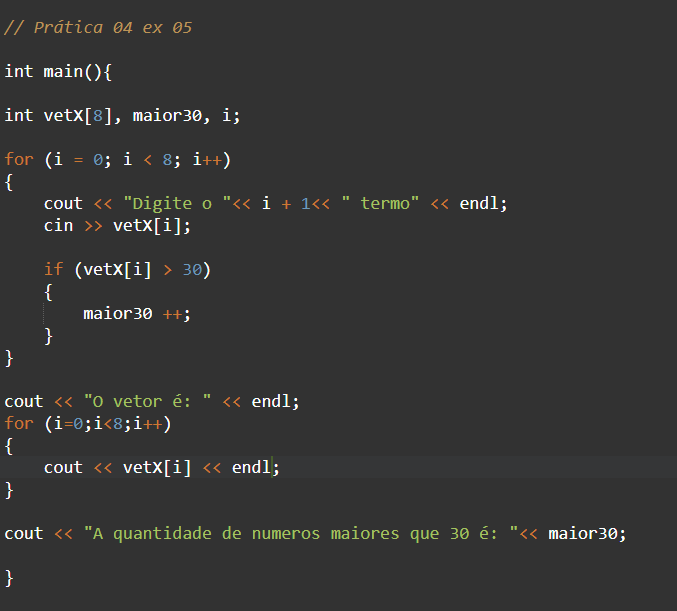 // Prática 04 ex 05
int main(){
int vetX[8], maior30, i;
for (i = 0; i < 8; i++)
{
    cout << "Digite o "<< i + 1<< " termo" << endl;
    cin >> vetX[i];
    if (vetX[i] > 30)
    {
        maior30 ++;
    }
}
cout << "O vetor é: " << endl;
for (i=0;i<8;i++)
{
    cout << vetX[i] << endl;
}
cout << "A quantidade de numeros maiores que 30 é: "<< maior30;
}